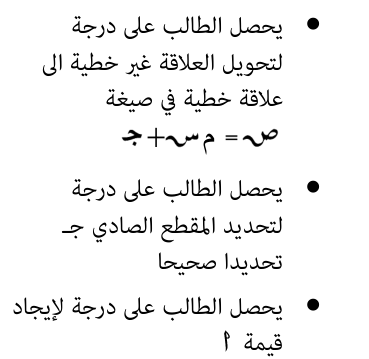 • يحصل الطالب على درجة
لتحويل العلاقة غير خطية الى
علاقة خطية في صيغة
ص = م س + جـ
• يحصل الطالب على درجة
لتحديد المقطع الصادي جـ
تحديدا صحيحا
• يحصل الطالب على درجة لإيجاد
قيمة أ